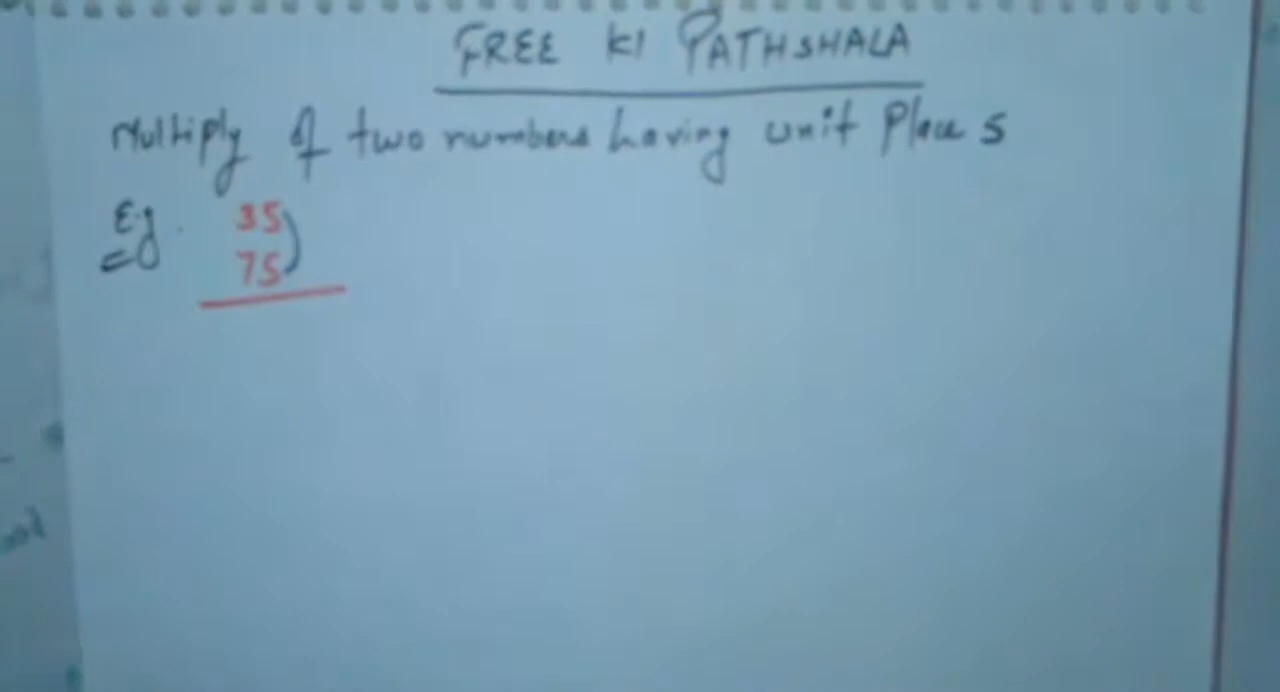 FREE KI PATHSHALA
Multiply of two numbers having unit Place 5
Eg. 35
75